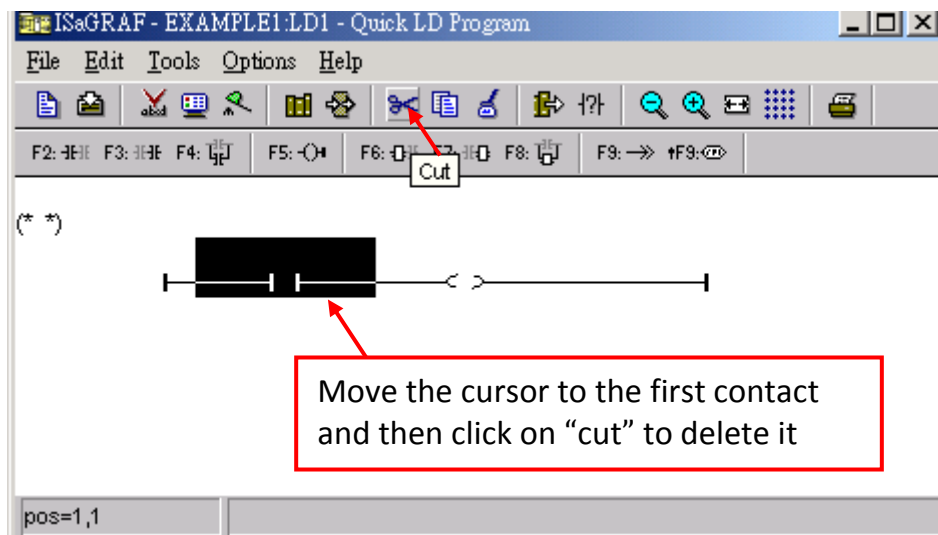 ISaGRAF - EXAMPLE1:LD1 - Quick LD Program
File Edit Tools Options Help
F2: F3: F4: F5: F6: F7: F8: F9: F9:
Cut
(* *)
Move the cursor to the first contact
and then click on “cut” to delete it
pos=1,1